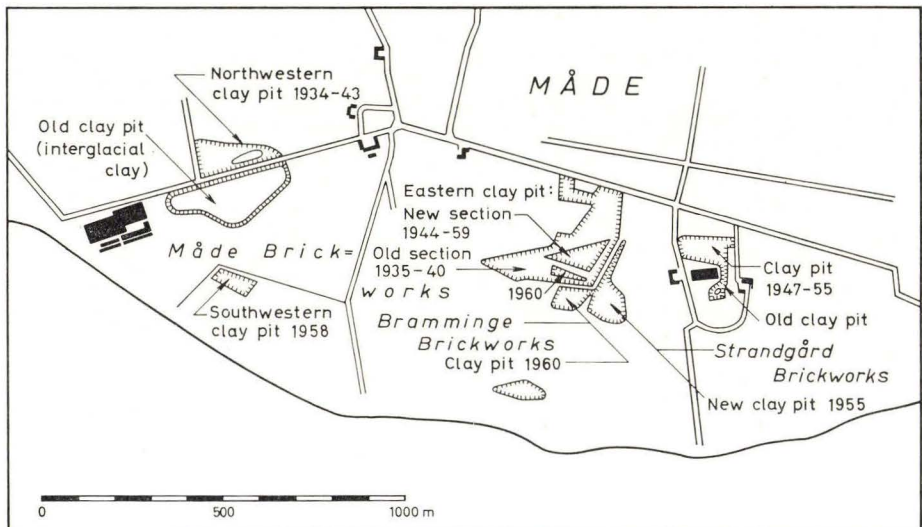 MÅDE
Northwestern
clay pit 1934-43
Old clay pit
(interglacial
clay)
Eastern clay pit:
New section
1944-59
Måde Brick=
works
Old section
1935-40
1960
Clay pit
1947-55
Old clay pit
Southwestern
clay pit 1958
Bramminge
Brickworks
Clay pit 1960
Strandgård
Brickworks
New clay pit 1955
0
500
1000 m